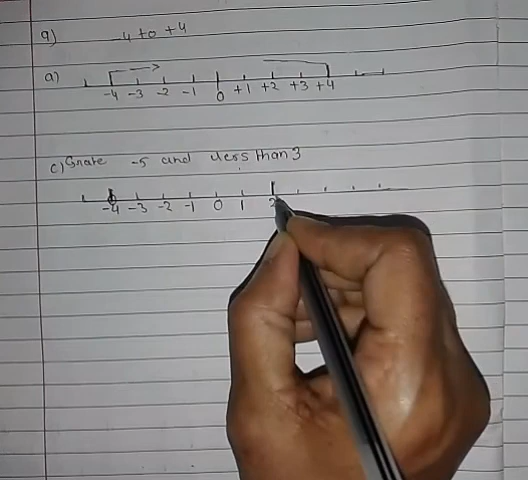 9) -4 to +4
a)
-4 -3 -2 -1 0 +1 +2 +3 +4
c) -5 and less than 3
-4 -3 -2 -1 0 1 2